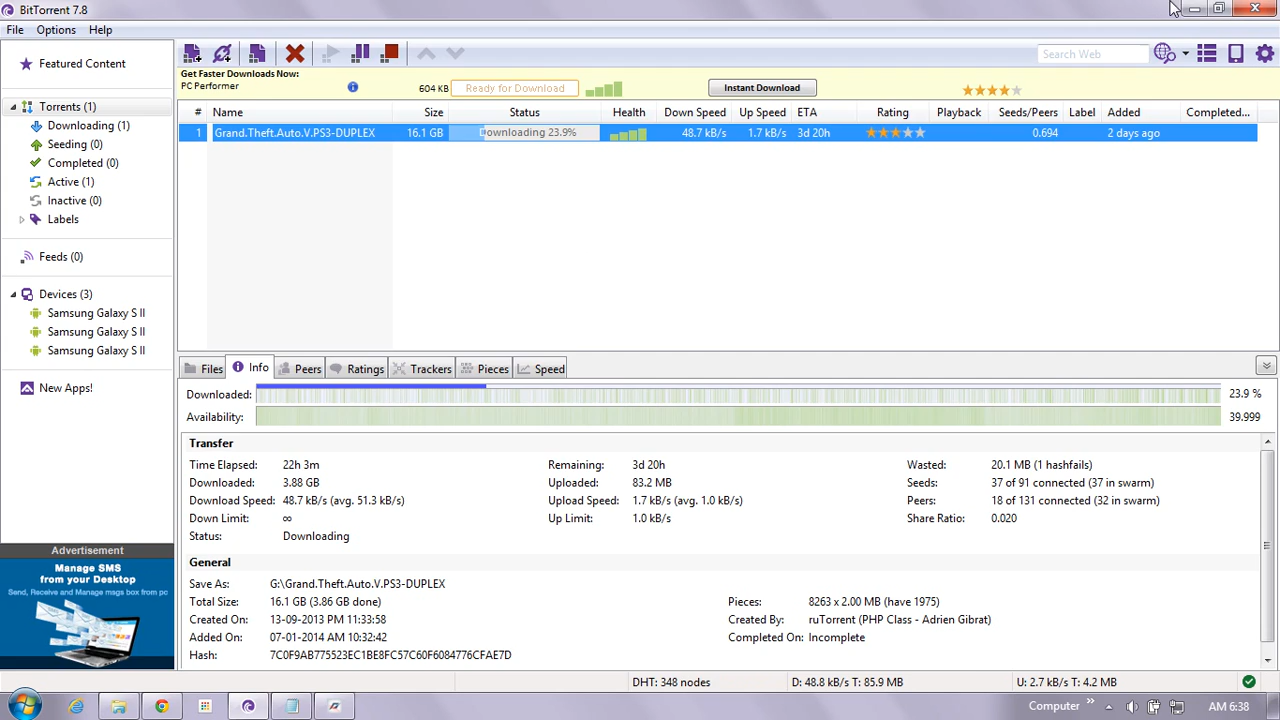 BitTorrent 7.8
File Options Help
Featured Content
Torrents (1)
Downloading (1)
Seeding (0)
Completed (0)
Active (1)
Inactive (0)
Labels
Feeds (0)
Devices (3)
Samsung Galaxy S II
Samsung Galaxy S II
Samsung Galaxy S II
New Apps!
Advertisement
Manage SMS
from your Desktop
Send, Receive and Manage msgs box from pc
Search Web
Get Faster Downloads Now:
PC Performer
604 KB Ready for Download Instant Download
# Name Size Status Health Down Speed Up Speed ETA Rating Playback Seeds/Peers Label Added Completed...
1 Grand.Theft.Auto.V.PS3-DUPLEX 16.1 GB Downloading 23.9% 48.7 kB/s 1.7 kB/s 3d 20h 0.694 2 days ago
Files Info Peers Ratings Trackers Pieces Speed
Downloaded: 23.9 %
Availability: 39.999
Transfer
Time Elapsed: 22h 3m Remaining: 3d 20h Wasted: 20.1 MB (1 hashfails)
Downloaded: 3.88 GB Uploaded: 83.2 MB Seeds: 37 of 91 connected (37 in swarm)
Download Speed: 48.7 kB/s (avg. 51.3 kB/s) Upload Speed: 1.7 kB/s (avg. 1.0 kB/s) Peers: 18 of 131 connected (32 in swarm)
Down Limit: ∞ Up Limit: 1.0 kB/s Share Ratio: 0.020
Status: Downloading
General
Save As: G:\Grand.Theft.Auto.V.PS3-DUPLEX
Total Size: 16.1 GB (3.86 GB done) Pieces: 8263 x 2.00 MB (have 1975)
Created On: 13-09-2013 PM 11:33:58 Created By: ruTorrent (PHP Class - Adrien Gibrat)
Added On: 07-01-2014 AM 10:32:42 Completed On: Incomplete
Hash: 7C0F9AB775523EC1BE8FC57C60F6084776CFAE7D
DHT: 348 nodes D: 48.8 kB/s T: 85.9 MB U: 2.7 kB/s T: 4.2 MB
Computer » AM 6:38